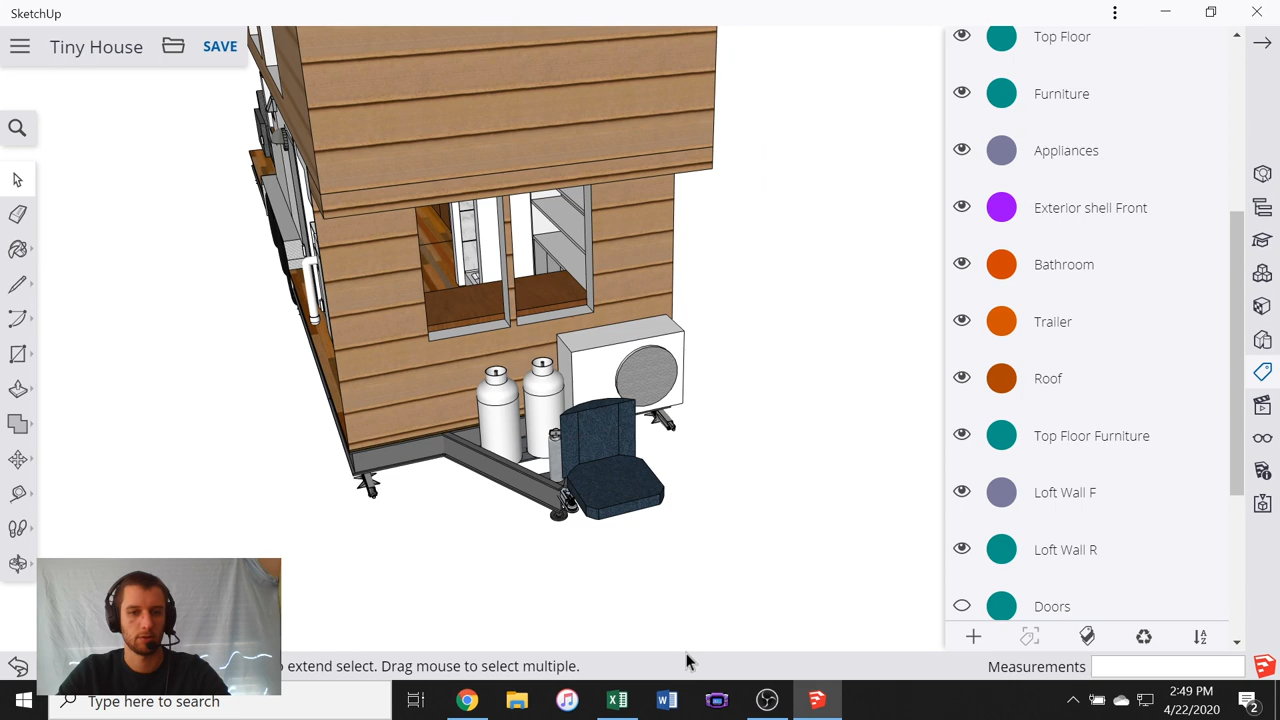 SketchUp
Tiny House
SAVE
Top Floor
Furniture
Appliances
Exterior shell Front
Bathroom
Trailer
Roof
Top Floor Furniture
Loft Wall F
Loft Wall R
Doors
to extend select. Drag mouse to select multiple.
Measurements
Type here to search
2:49 PM
4/22/2020
2